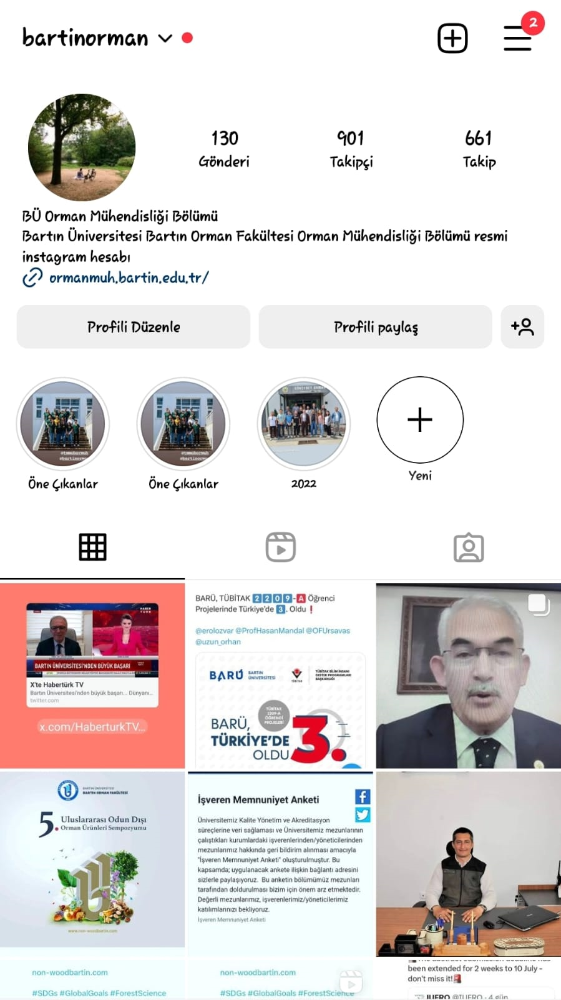 bartinorman
2
130
Gönderi
901
Takipçi
661
Takip
BÜ Orman Mühendisliği Bölümü
Bartın Üniversitesi Bartın Orman Fakültesi Orman Mühendisliği Bölümü resmi
instagram hesabı
ormanmuh.bartin.edu.tr/
Profili Düzenle
Profili paylaş
@bartinorma
Öne Çıkanlar
Öne Çıkanlar
2022
Yeni
HABER
TÜRK
BARTIN ÜNİVERSİTESİ'NDEN BÜYÜK BAŞARI
X'te Habertürk TV
Bartın Üniversitesi'nden büyük başarı... Dünyanı...
twitter.com
x.com/HaberturkTV...
BARÜ, TÜBİTAK 2209-A Öğrenci
Projelerinde Türkiye'de 3. Oldu❗
@erolozvar @ProfHasanMandal @OFUrsavas
@uzun_orhan
BARÜ BARTIN
ÜNİVERSİTESİ
TÜBİTAK
TÜBİTAK BİLİM İNSANI
DESTEK PROGRAMLARI
BAŞKANLIĞI
TÜBİTAK
2209-A
ÖĞRENCİ
PROJELERİ
BARÜ,
TÜRKİYE'DE
OLDU 3.
BARTIN ÜNİVERSİTESİ
BARTIN ORMAN FAKÜLTESİ
5. Uluslararası Odun Dışı
Orman Ürünleri Sempozyumu
www.non-woodbartin.com
İşveren Memnuniyet Anketi
Üniversitemiz Kalite Yönetim ve Akreditasyon
süreçlerine veri sağlaması ve Üniversitemiz mezunlarının
çalıştıkları kurumlardaki işverenlerinden/yöneticilerinden
mezunlarımız hakkında geri bildirim alınması amacıyla
"İşveren Memnuniyet Anketi" oluşturulmuştur. Bu
kapsamda; uygulanacak ankete ilişkin bağlantı adresini
sizlerle paylaşıyoruz. Bu anketin bölümümüz mezunları
tarafından doldurulması bizim için önem arz etmektedir.
Değerli mezunlarımız, işverenlerimiz/yöneticilerimiz
katılımlarınızı bekliyoruz.
İşveren Memnuniyet Anketi
non-woodbartin.com
#SDGs #GlobalGoals #ForestScience
non-woodbartin.com
#SDGs #GlobalGoals #ForestScience
been extended for 2 weeks to 10 July -
don't miss it!🚨
IUFRO @IUFRO · 4 gün